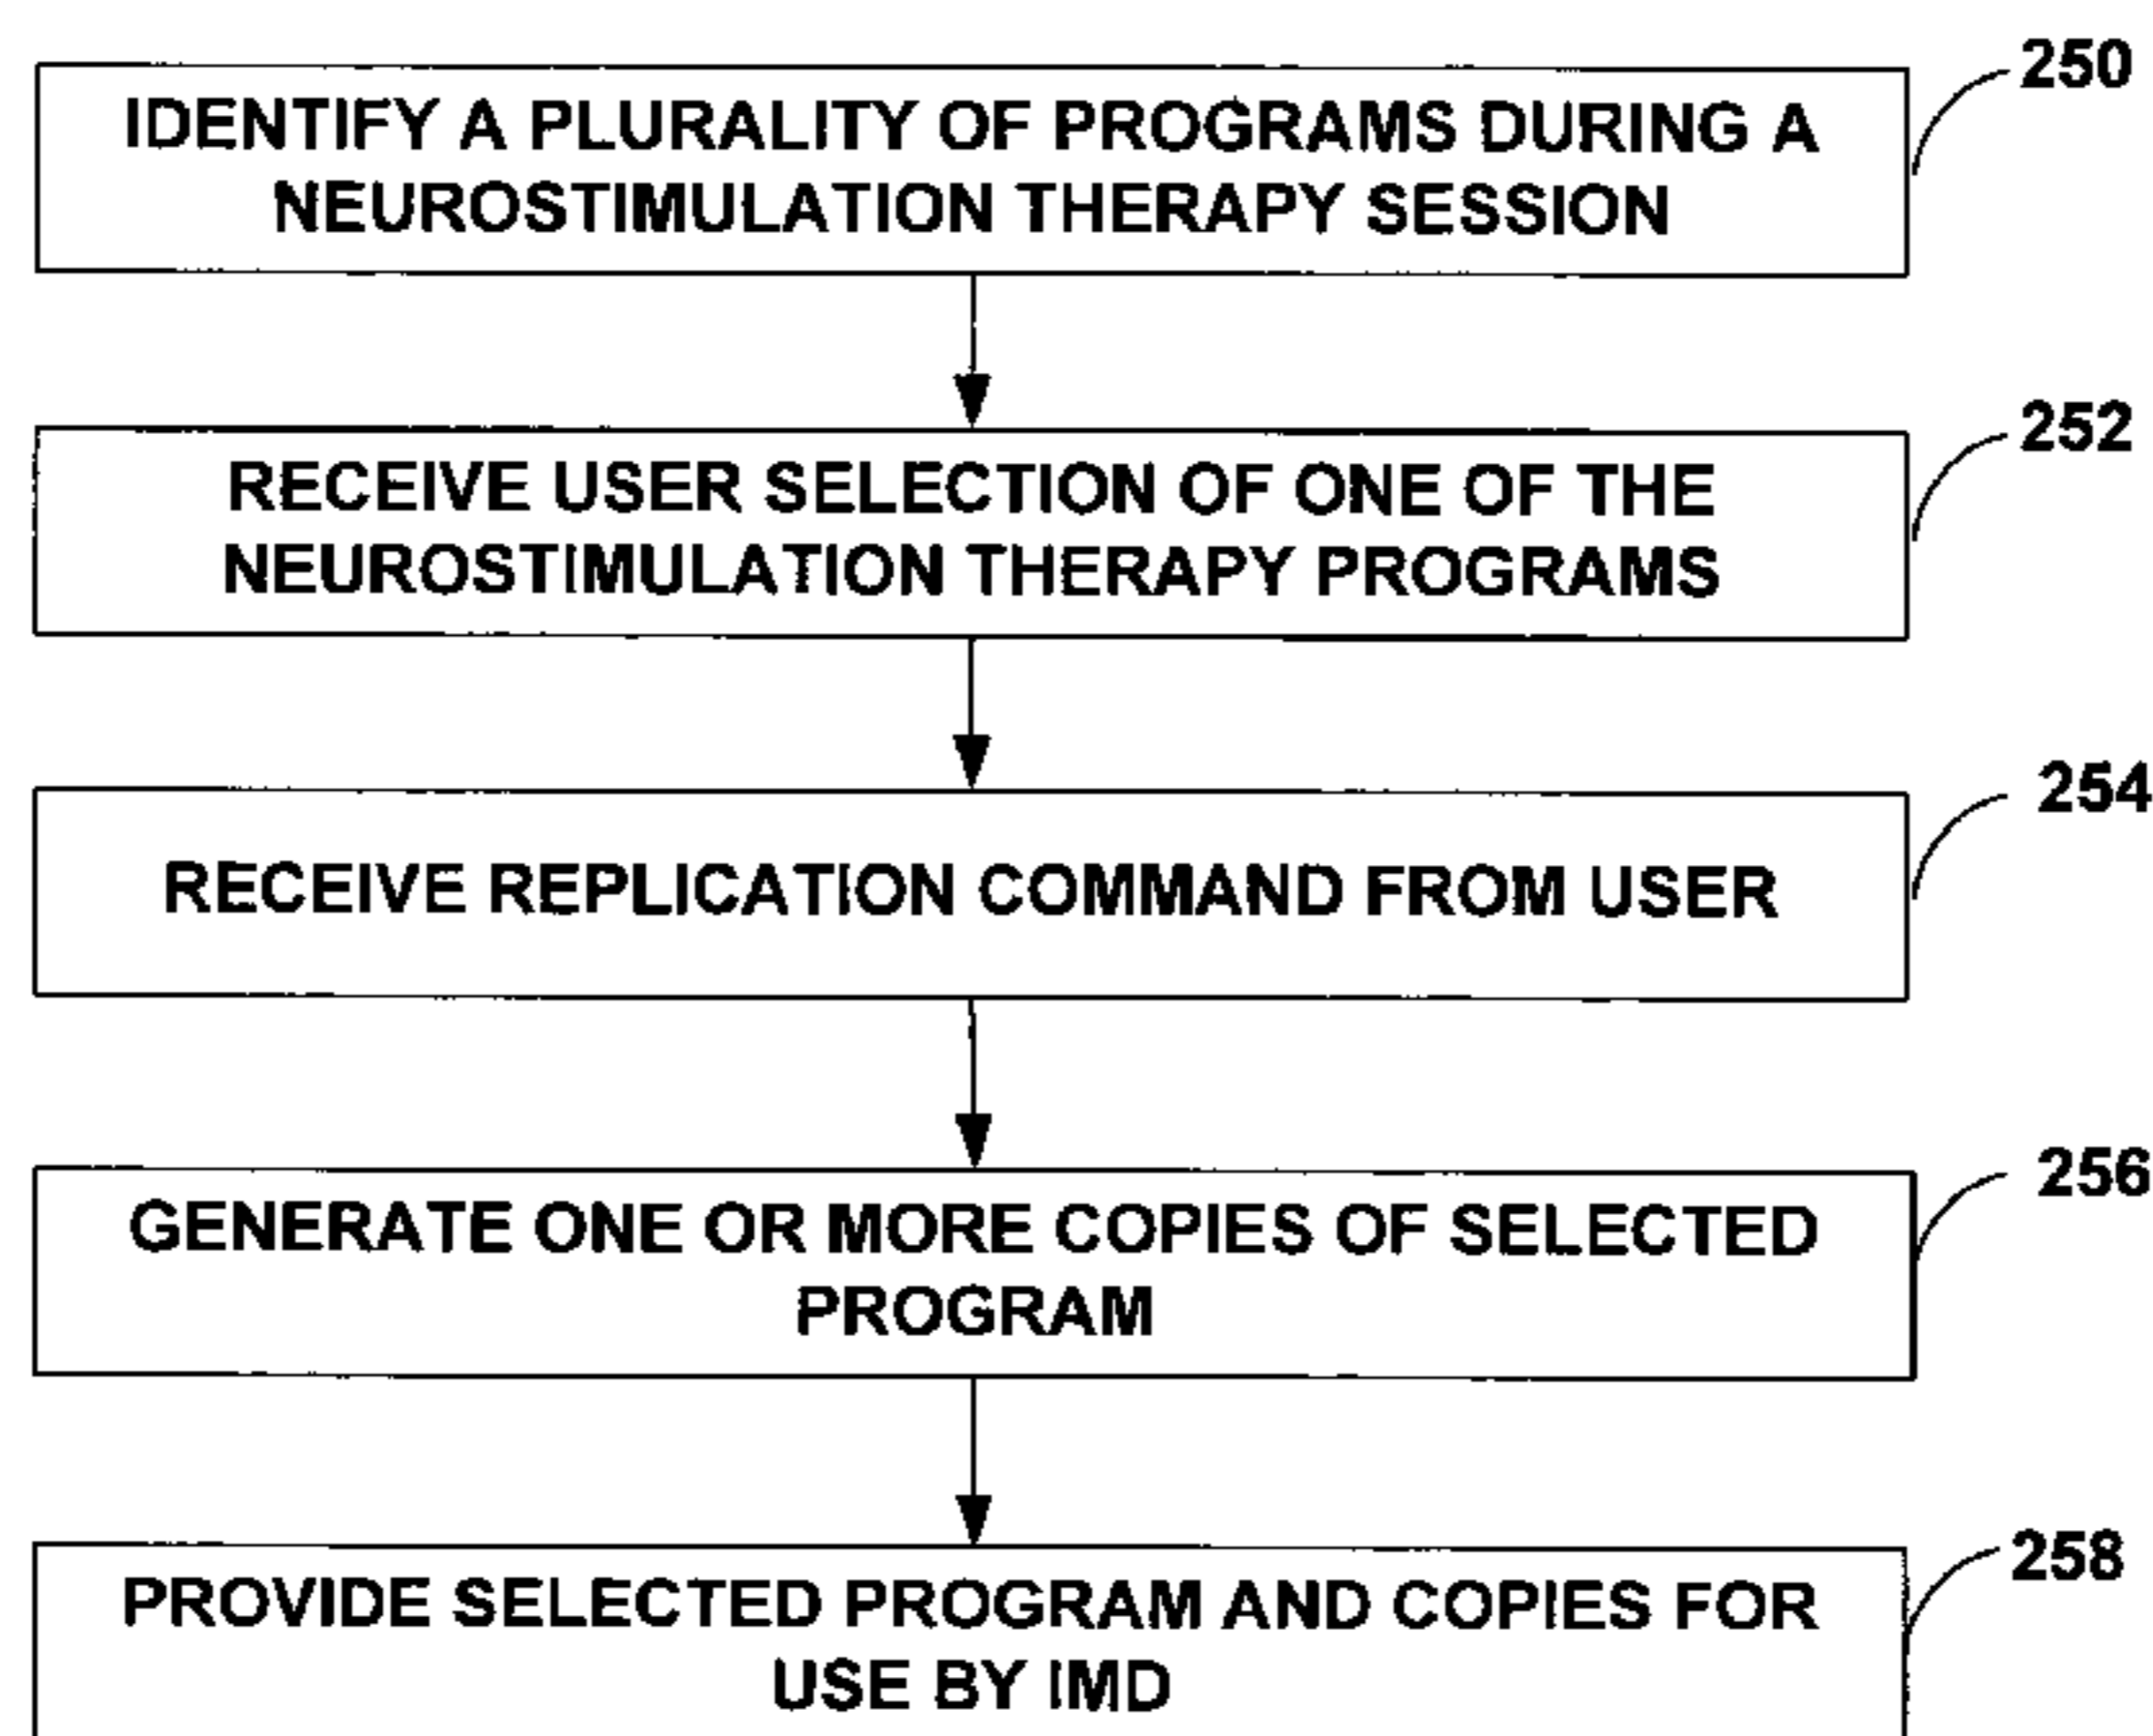 250
IDENTIFY A PLURALITY OF PROGRAMS DURING A
NEUROSTIMULATION THERAPY SESSION
252
RECEIVE USER SELECTION OF ONE OF THE
NEUROSTIMULATION THERAPY PROGRAMS
254
RECEIVE REPLICATION COMMAND FROM USER
256
GENERATE ONE OR MORE COPIES OF SELECTED
PROGRAM
258
PROVIDE SELECTED PROGRAM AND COPIES FOR
USE BY IMD